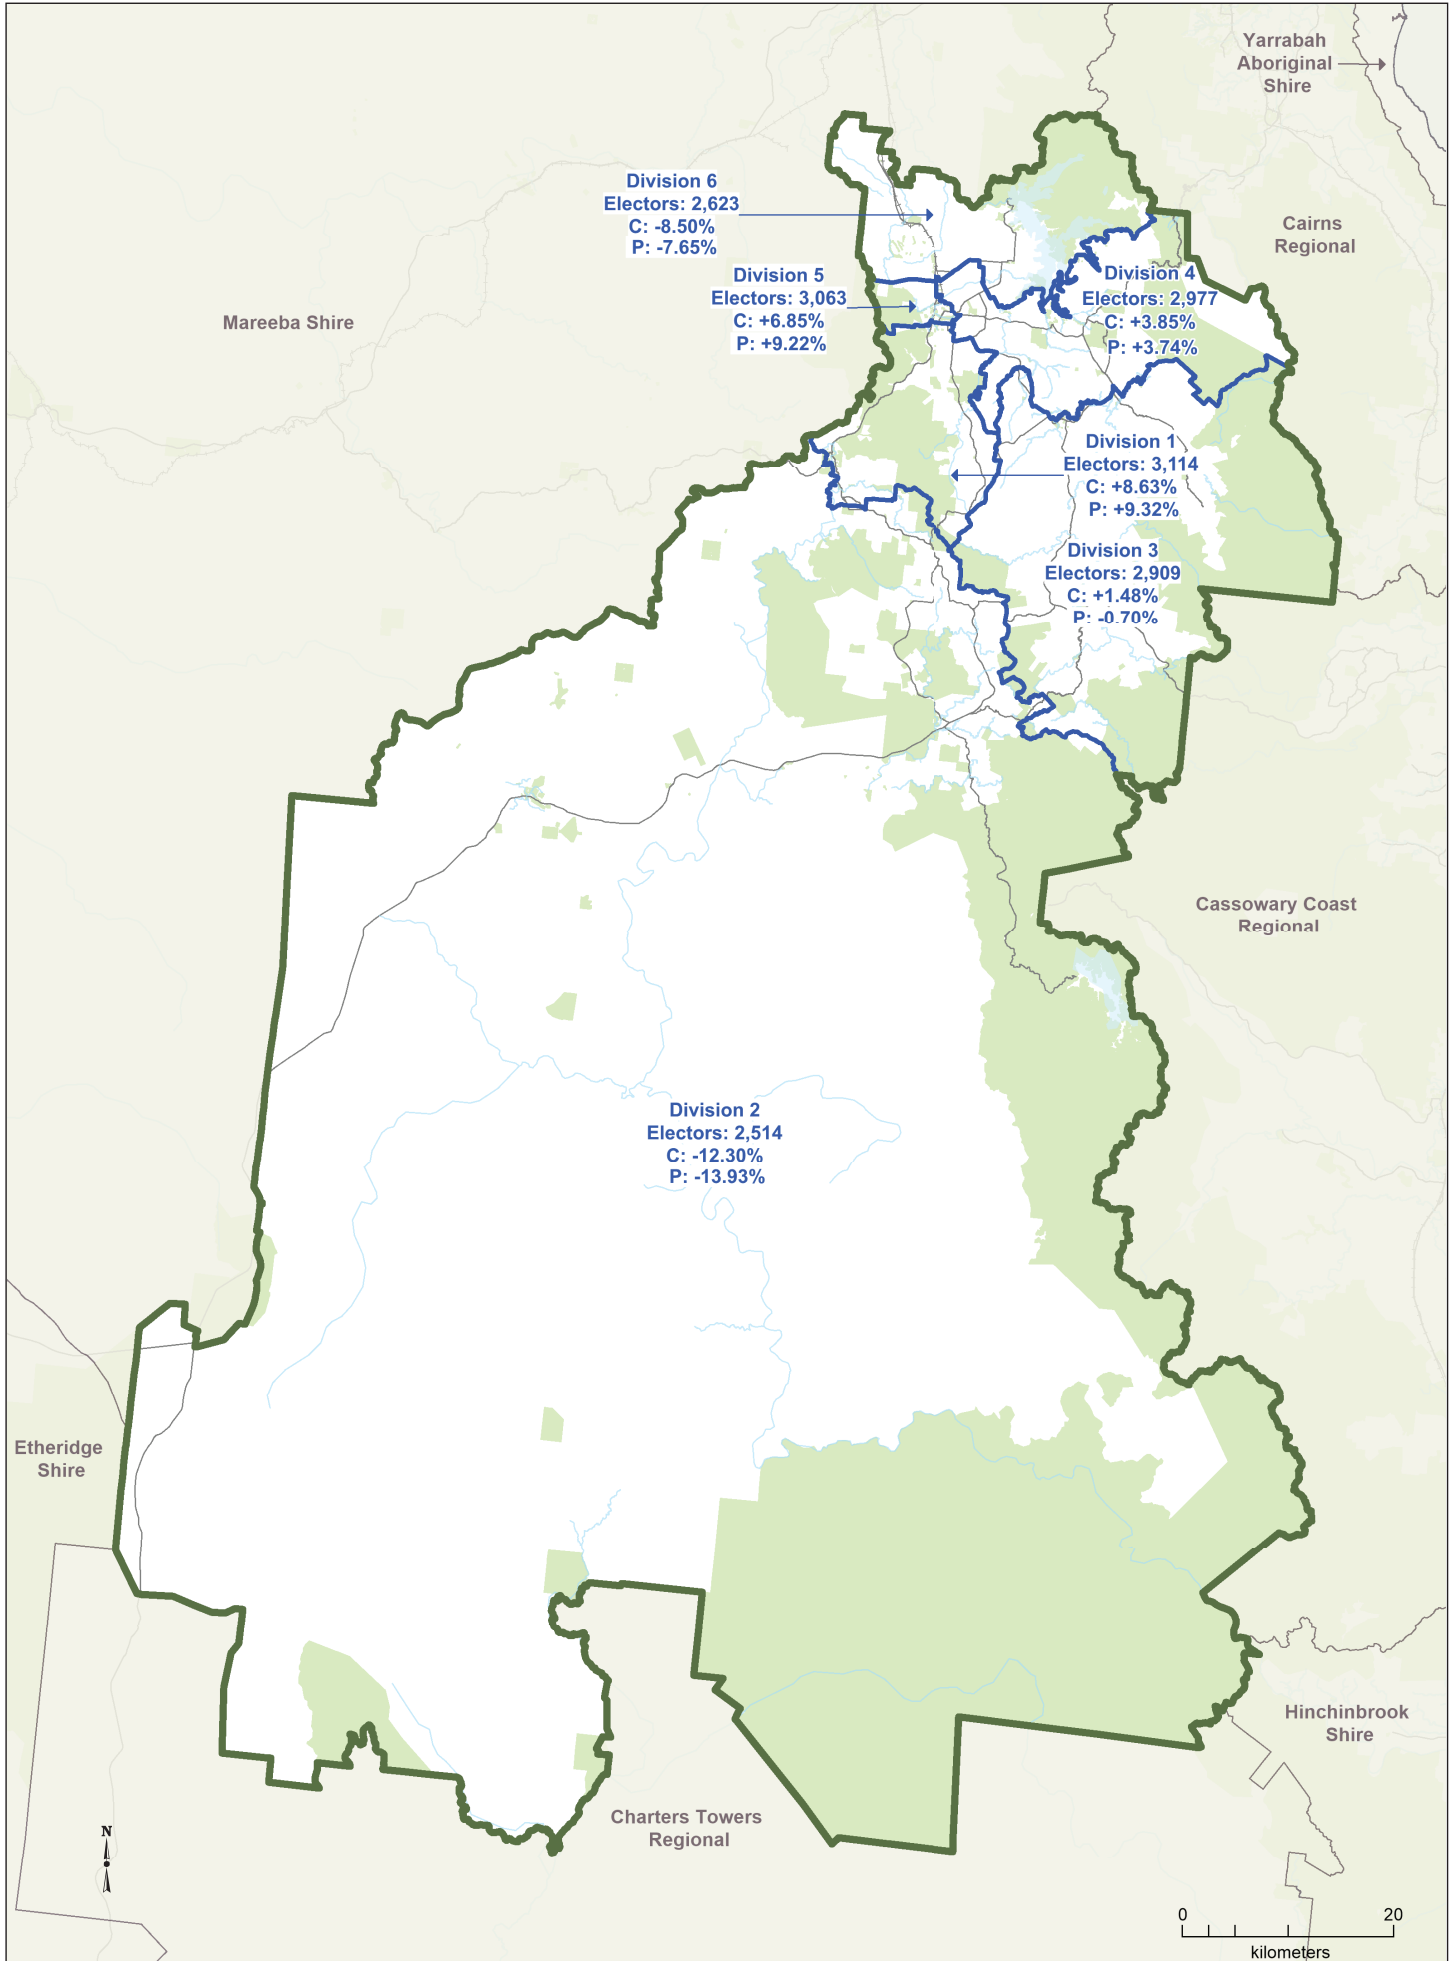 Yarrabah
Aboriginal
Shire
Division 6
Electors: 2,623
C: -8.50%
P: -7.65%
Cairns
Regional
Division 5
Electors: 3,063
C: +6.85%
P: +9.22%
Division 4
Electors: 2,977
C: +3.85%
P: +3.74%
Mareeba Shire
Division 1
Electors: 3,114
C: +8.63%
P: +9.32%
Division 3
Electors: 2,909
C: +1.48%
P: -0.70%
Cassowary Coast
Regional
Division 2
Electors: 2,514
C: -12.30%
P: -13.93%
Etheridge
Shire
Hinchinbrook
Shire
Charters Towers
Regional
N
0 20
kilometers